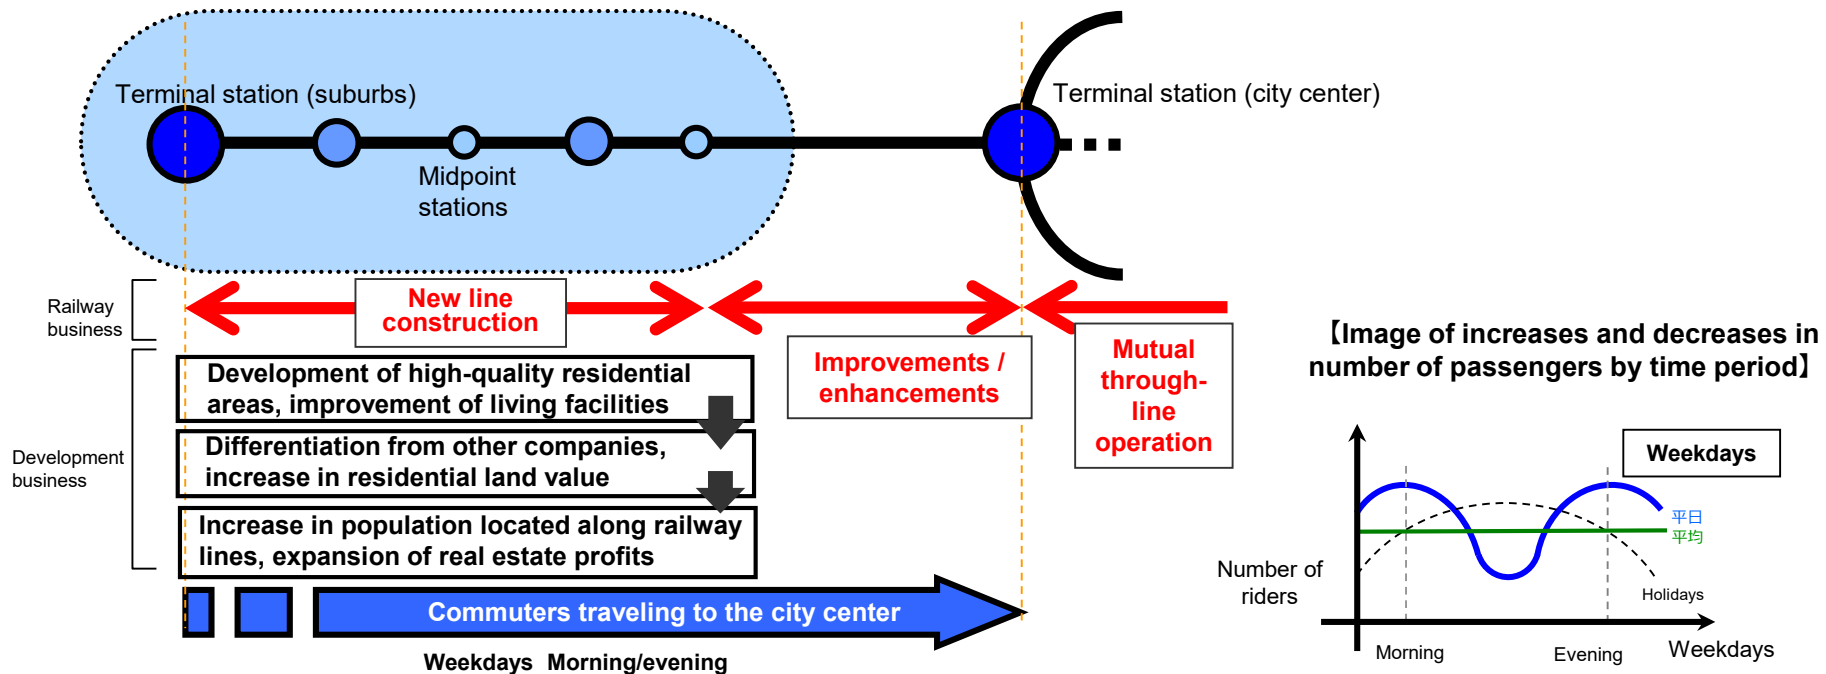 Terminal station (suburbs)
Terminal station (city center)
Midpoint
stations
Railway
business
New line
construction
Improvements /
enhancements
Mutual
through-
line
operation
Development
business
Development of high-quality residential
areas, improvement of living facilities
Differentiation from other companies,
increase in residential land value
Increase in population located along railway
lines, expansion of real estate profits
Commuters traveling to the city center
Weekdays Morning/evening
【Image of increases and decreases in
number of passengers by time period】
Weekdays
平日
平均
Number of
riders
Holidays
Morning
Evening
Weekdays